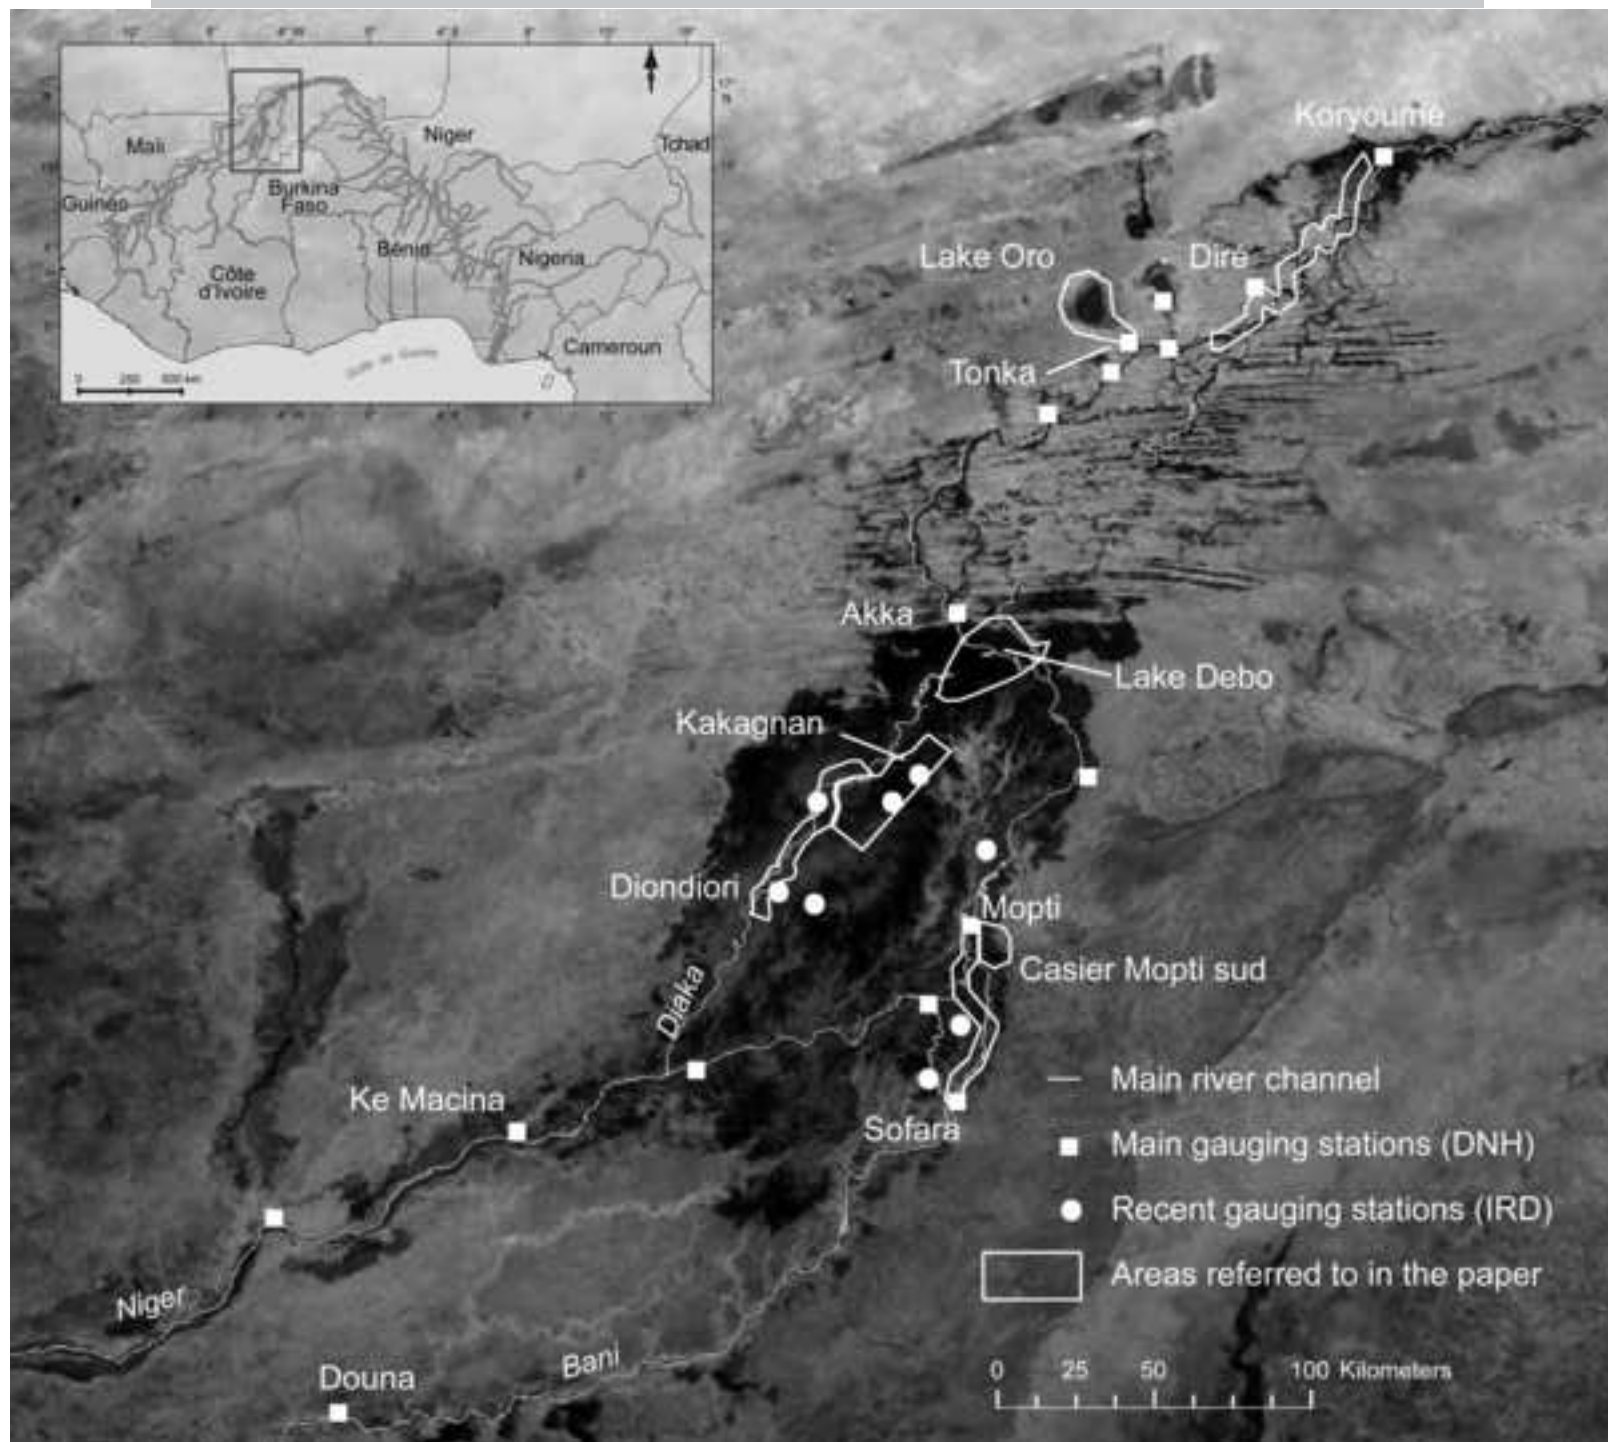 Mali
Niger
Tchad
Guinée
Burkina
Faso
Bénin
Nigeria
Côte
d'Ivoire
Cameroun
Koryoumé
Lake Oro
Diré
Tonka
Akka
Lake Debo
Kakagnan
Diondiori
Mopti
Casier Mopti sud
Diaka
Ke Macina
Sofara
Niger
Douna
Bani
Main river channel
Main gauging stations (DNH)
Recent gauging stations (IRD)
Areas referred to in the paper
0 25 50 100 Kilometers